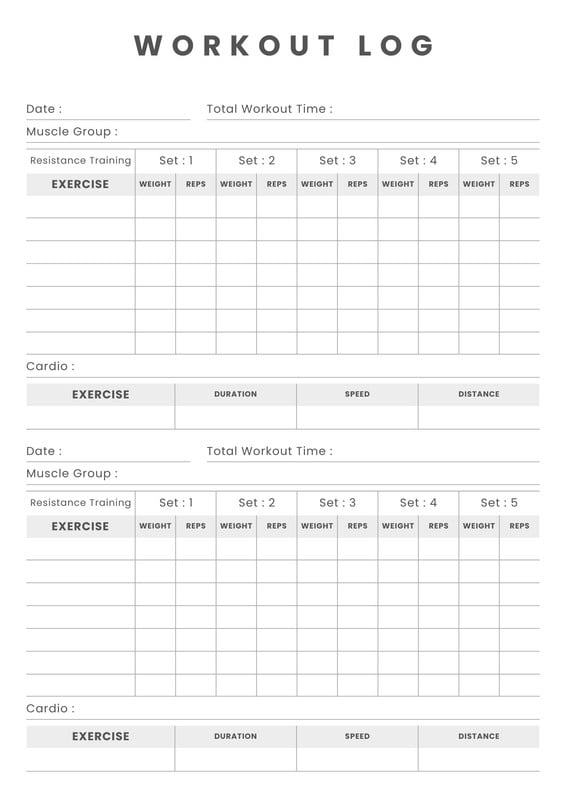 WORKOUT LOG
Date : Total Workout Time :
Muscle Group :
Resistance Training Set : 1 Set : 2 Set : 3 Set : 4 Set : 5
EXERCISE WEIGHT REPS WEIGHT REPS WEIGHT REPS WEIGHT REPS WEIGHT REPS
Cardio :
EXERCISE DURATION SPEED DISTANCE
Date : Total Workout Time :
Muscle Group :
Resistance Training Set : 1 Set : 2 Set : 3 Set : 4 Set : 5
EXERCISE WEIGHT REPS WEIGHT REPS WEIGHT REPS WEIGHT REPS WEIGHT REPS
Cardio :
EXERCISE DURATION SPEED DISTANCE